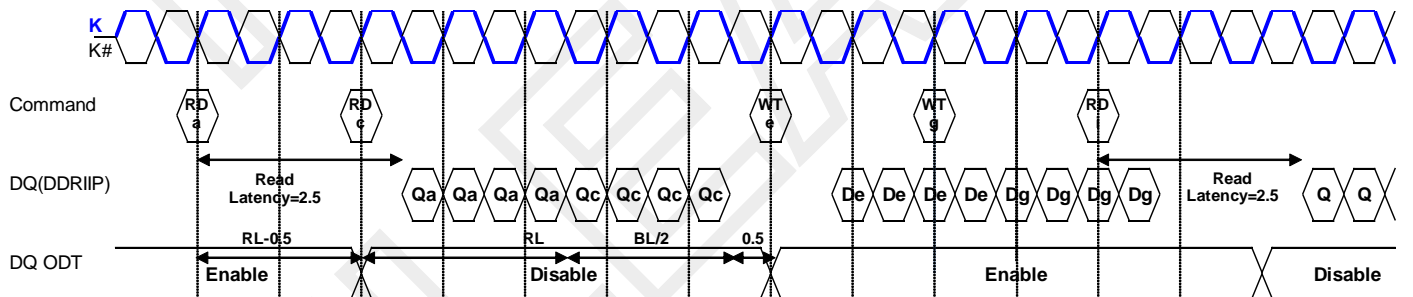 K
K#
Command
RD a RD c WT e WT g RD
DQ(DDRIIP)
Read Latency=2.5
Qa Qa Qa Qa Qc Qc Qc Qc De De De De Dg Dg Dg Dg
Read Latency=2.5
Q Q
DQ ODT
RL-0.5 RL BL/2 0.5
Enable Disable Enable Disable